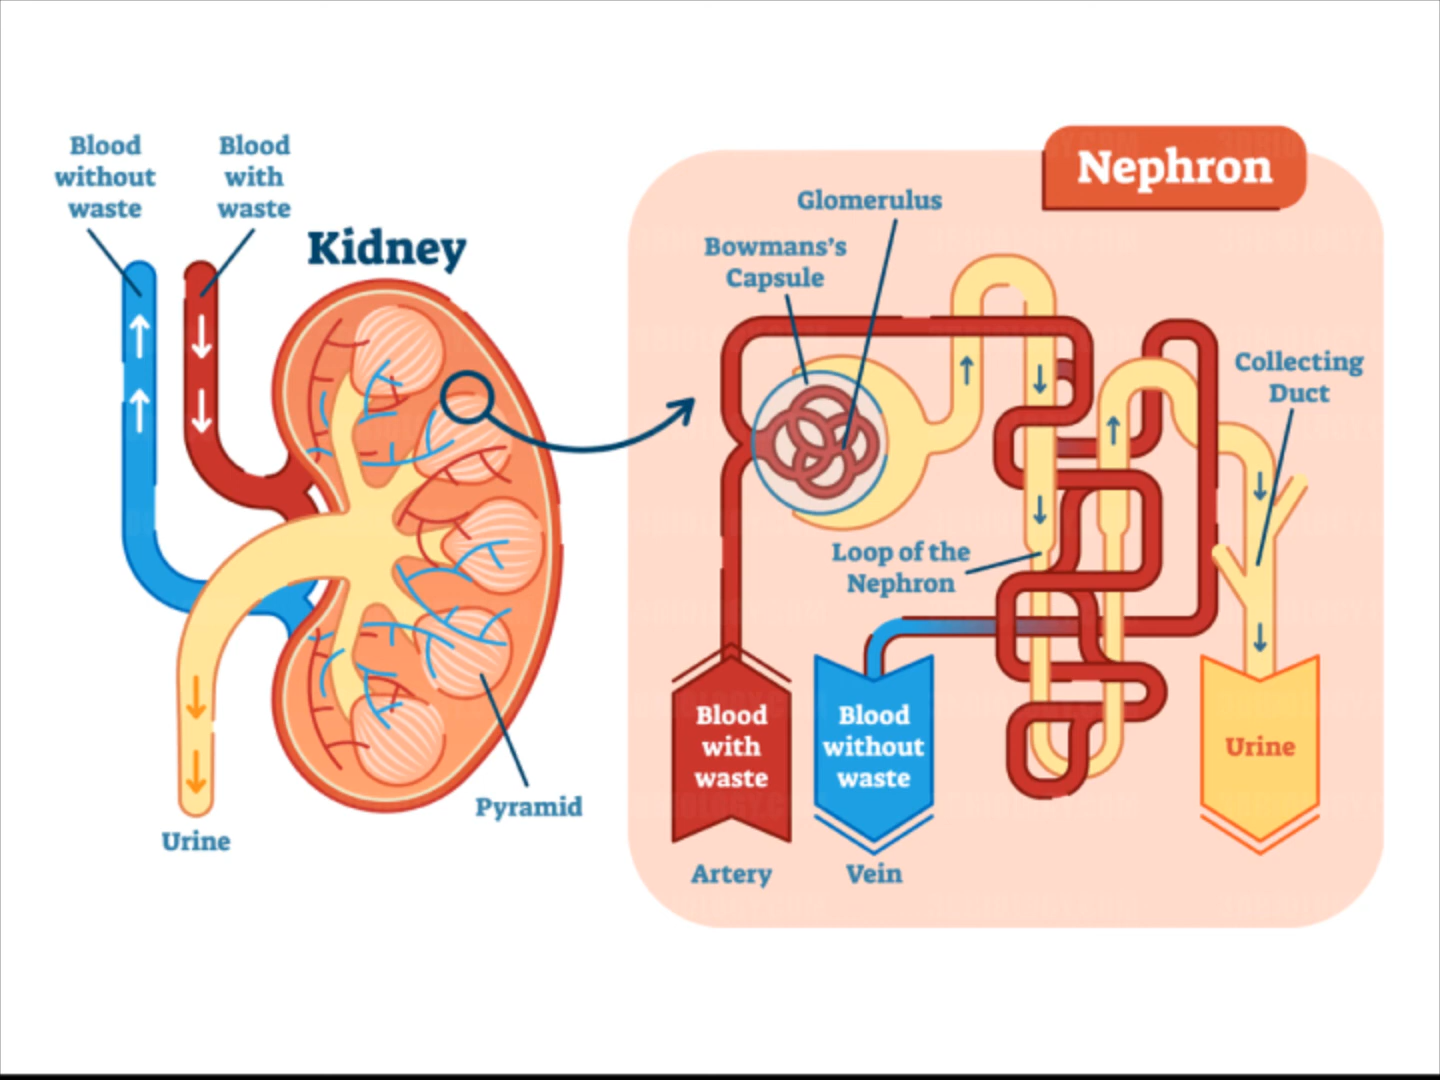 Blood
without
waste
Blood
with
waste
Kidney
Pyramid
Urine
Nephron
Glomerulus
Bowmans's
Capsule
Collecting
Duct
Loop of the
Nephron
Blood
with
waste
Blood
without
waste
Urine
Artery
Vein